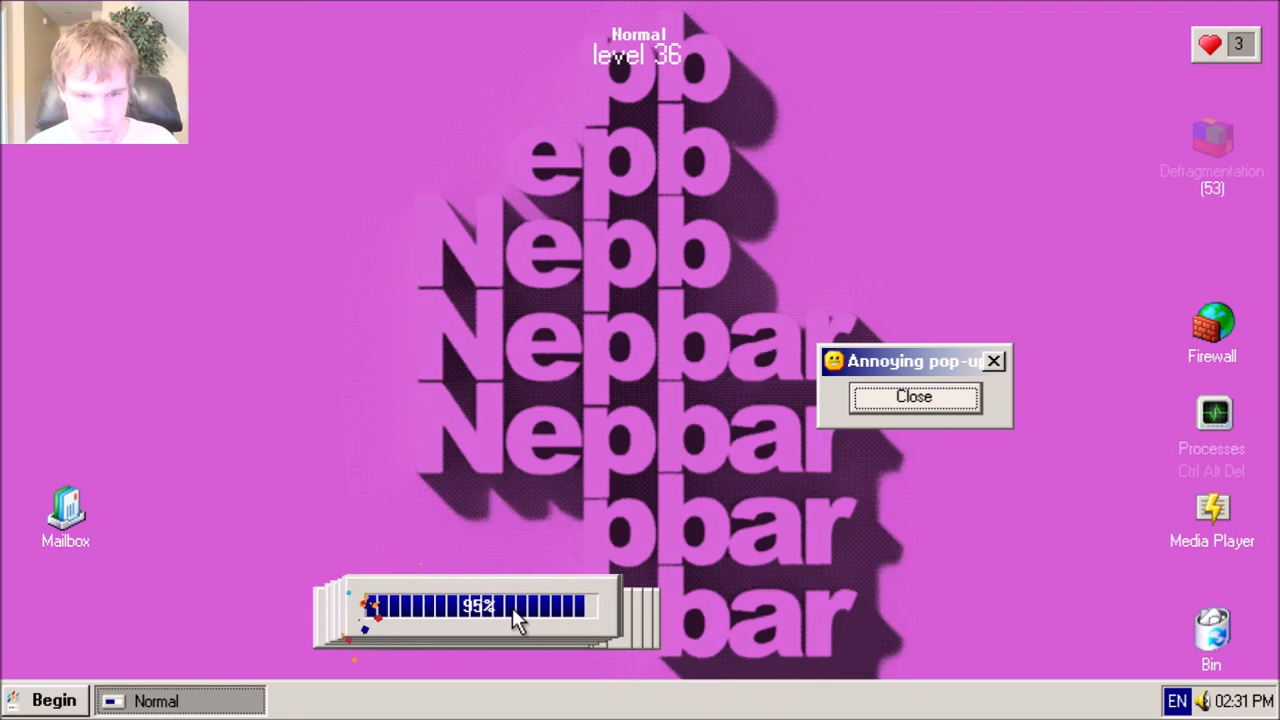 Normal
level 36
3
pb
epb
Nepb
Nepbar
Nepbar
pbar
bar
Defragmentation
(53)
Firewall
Annoying pop-up
Close
Processes
Ctrl Alt Del
Media Player
Mailbox
95%
Bin
Begin
Normal
EN
02:31 PM